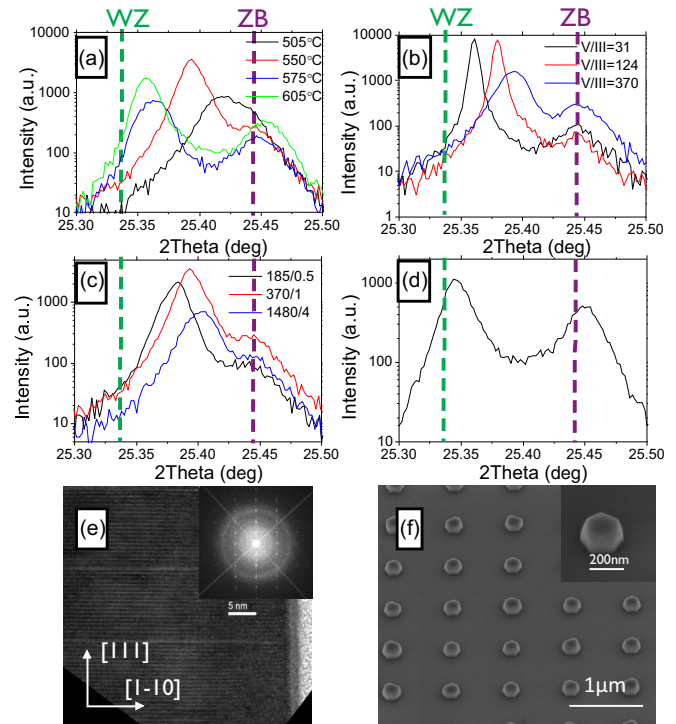 WZ ZB WZ ZB
(a)
505°C
550°C
575°C
605°C
10000
1000
100
10
25.30 25.35 25.40 25.45 25.50
2Theta (deg)
Intensity (a.u.)
(b)
V/III=31
V/III=124
V/III=370
10000
1000
100
10
1
25.30 25.35 25.40 25.45 25.50
2Theta (deg)
Intensity (a.u.)
(c)
185/0.5
370/1
1480/4
1000
100
10
25.30 25.35 25.40 25.45 25.50
2Theta (deg)
Intensity (a.u.)
(d)
1000
100
10
25.30 25.35 25.40 25.45 25.50
2Theta (deg)
Intensity (a.u.)
(e)
5 nm
[111]
[1-10]
(f)
200nm
1μm